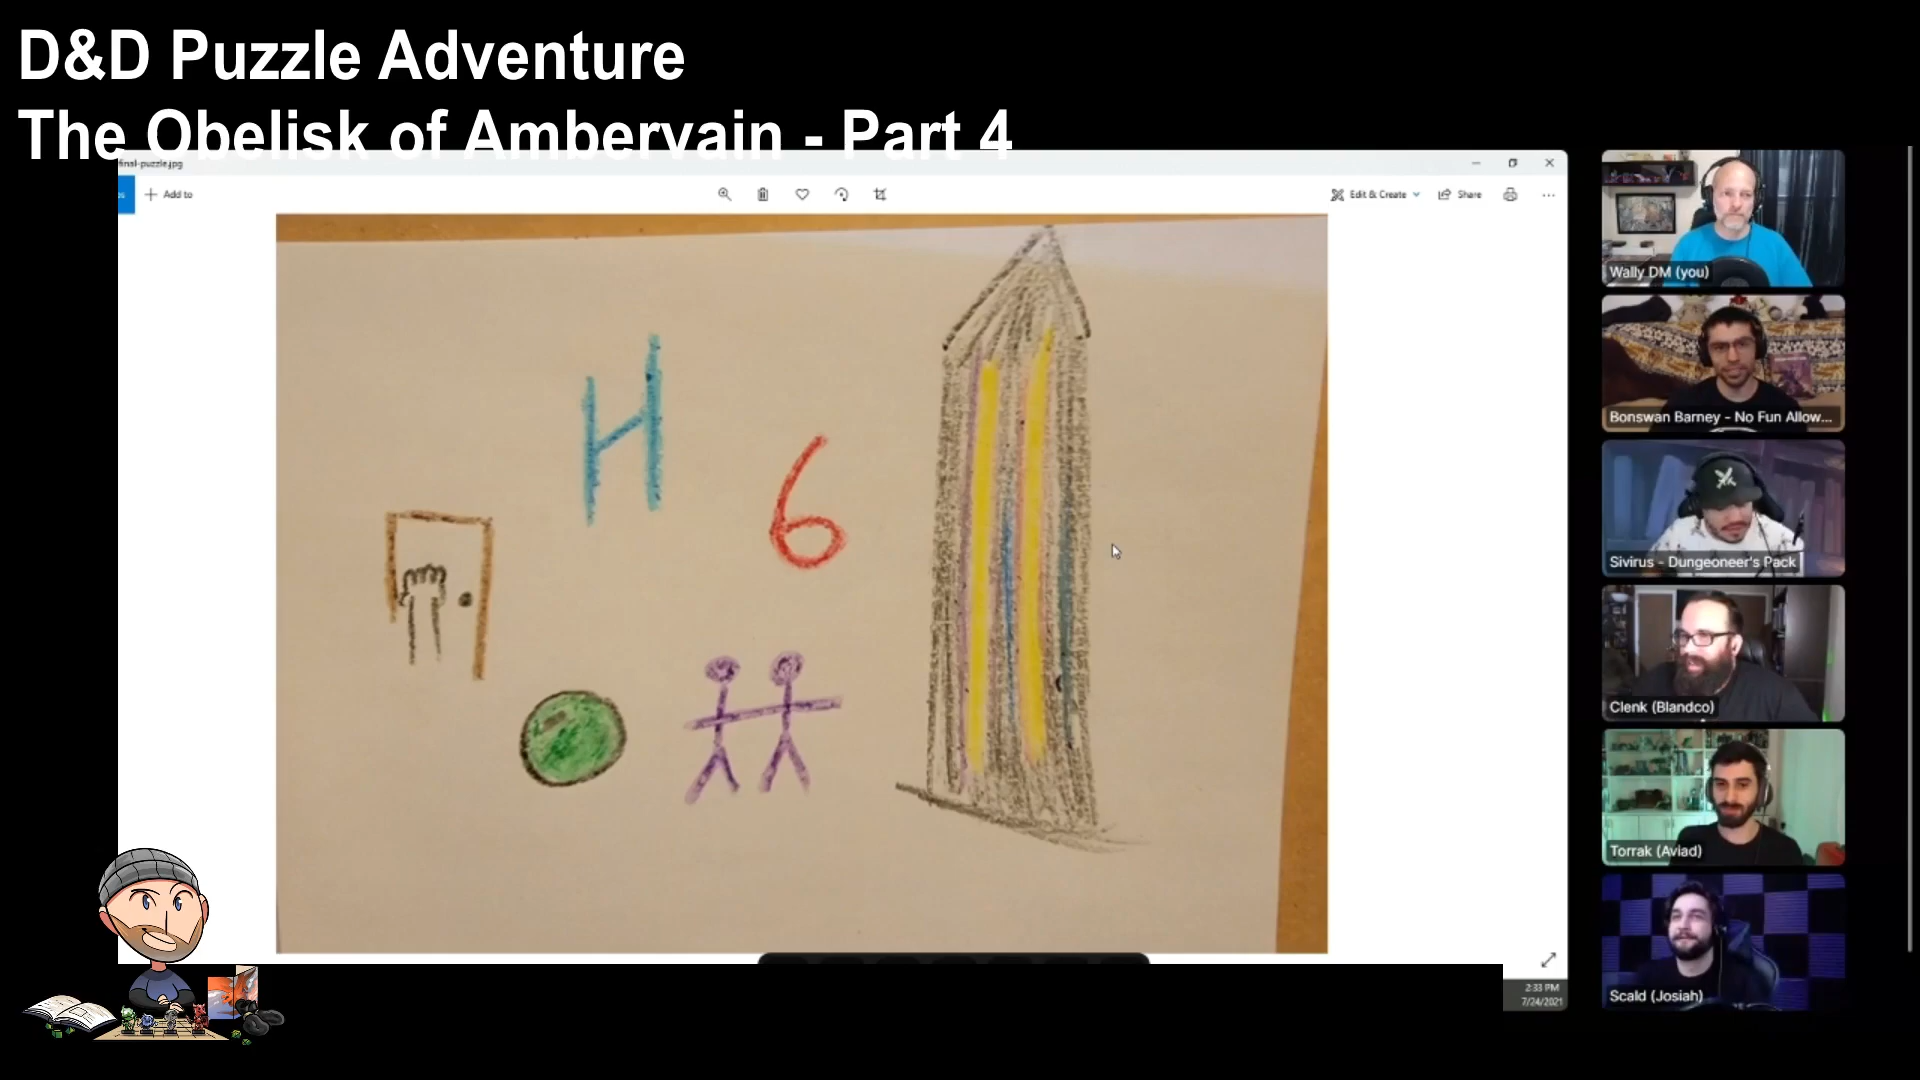 D&D Puzzle Adventure
The Obelisk of Ambervain - Part 4
final-puzzle.jpg
Add to
Edit & Create
Share
H
6
Wally DM (you)
Bonswan Barney - No Fun Allow...
Sivirus - Dungeoneer's Pack
Clenk (Blandco)
Torrak (Aviad)
Scald (Josiah)
2:33 PM
7/24/2021